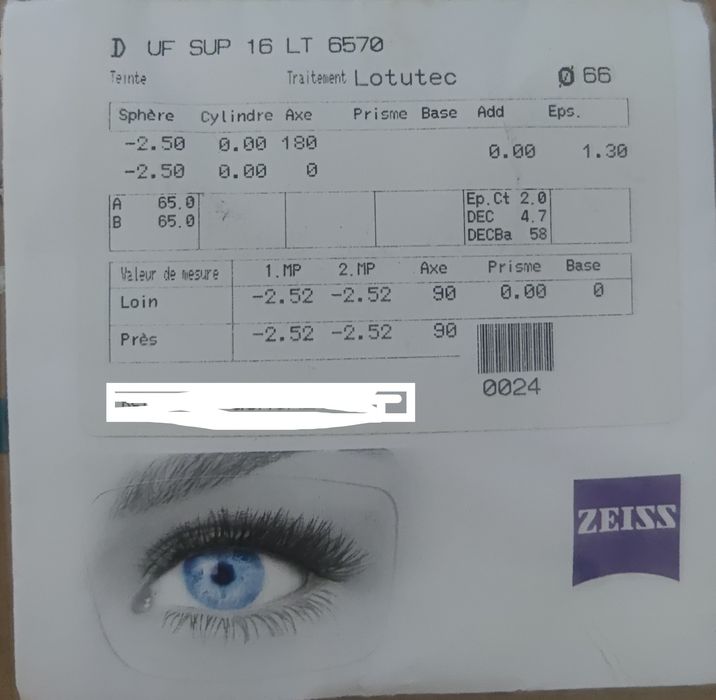 D UF SUP 16 LT 6570
Teinte Traitement Lotutec Ø 66
Sphère Cylindre Axe Prisme Base Add Eps.
-2.50 0.00 180 0.00 1.30
-2.50 0.00 0
A 65.0 Ep.Ct 2.0
B 65.0 DEC 4.7
DECBa 58
Valeur de mesure 1.MP 2.MP Axe Prisme Base
Loin -2.52 -2.52 90 0.00 0
Près -2.52 -2.52 90
0024
ZEISS